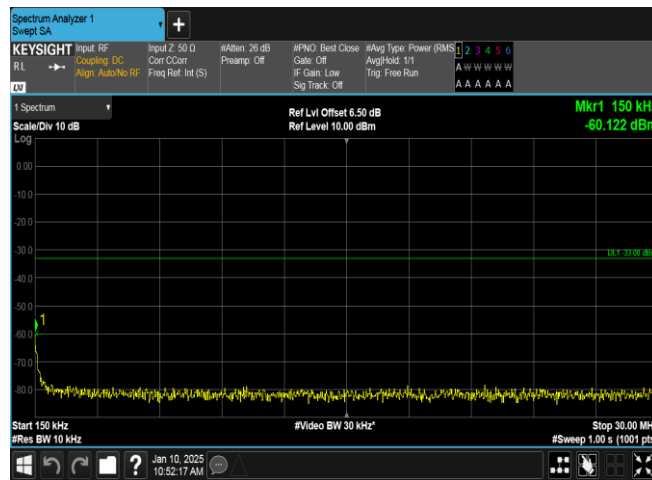 Spectrum Analyzer 1
Swept SA
+
KEYSIGHT
RL
LXI
Input: RF
Coupling: DC
Align: Auto/No RF
Input Z: 50 Ω
Corr CCorr
Freq Ref: Int (S)
#Atten: 26 dB
Preamp: Off
#PNO: Best Close
Gate: Off
IF Gain: Low
Sig Track: Off
#Avg Type: Power (RMS
Avg|Hold: 1/1
Trig: Free Run
1 2 3 4 5 6
A W W W W W
A A A A A A
1 Spectrum
Scale/Div 10 dB
Log
Ref Lvl Offset 6.50 dB
Ref Level 10.00 dBm
Mkr1 150 kH
-60.122 dBm
0.00
-10.0
-20.0
-30.0
DL1 -33.00 dB
-40.0
-50.0
1
-60.0
-70.0
-80.0
Start 150 kHz
#Res BW 10 kHz
#Video BW 30 kHz*
Stop 30.00 MH
#Sweep 1.00 s (1001 pts
?
Jan 10, 2025
10:52:17 AM